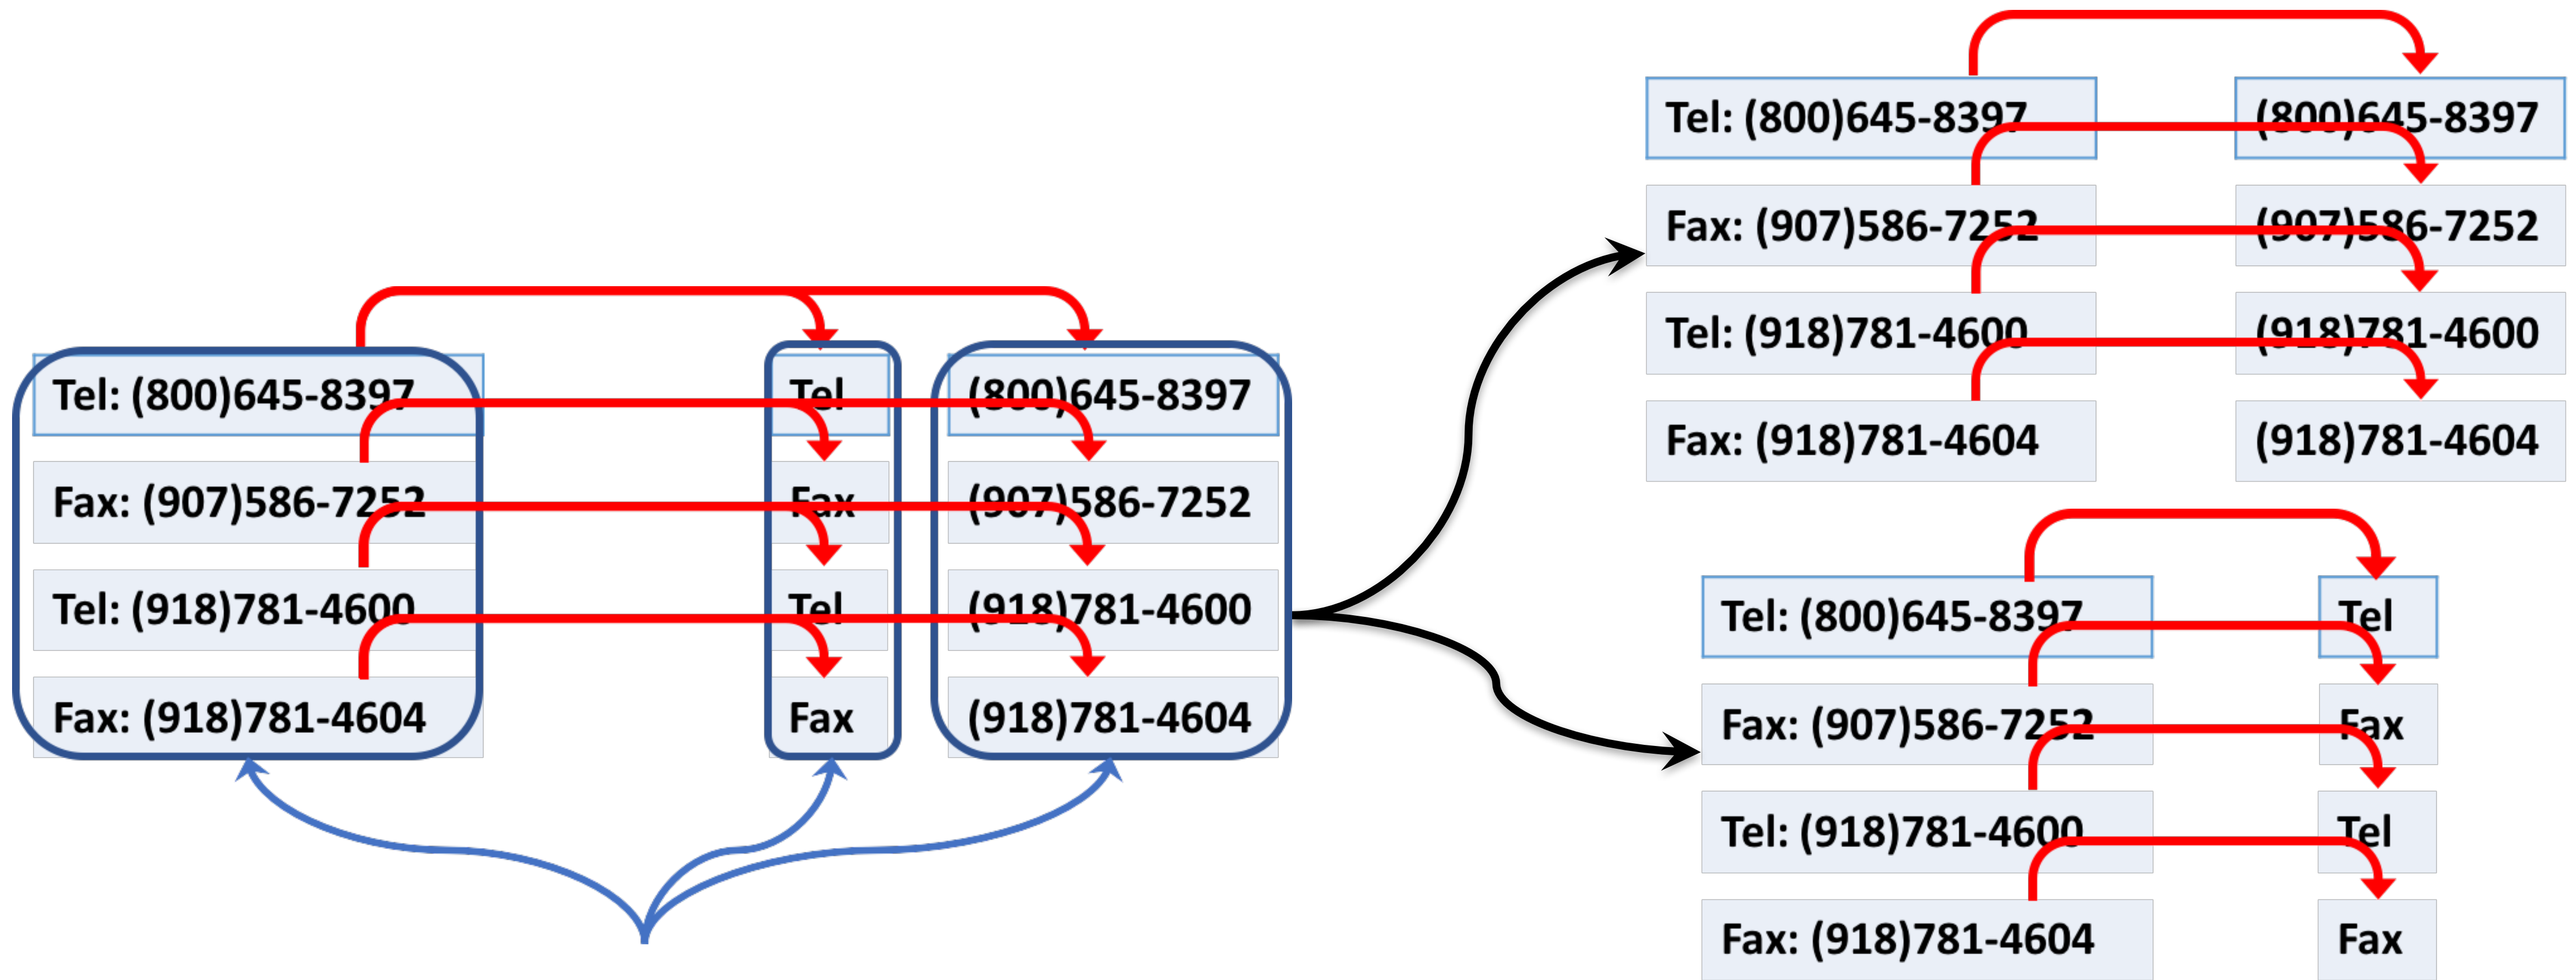 Tel: (800)645-8397 Tel (800)645-8397
Fax: (907)586-7252 Fax (907)586-7252
Tel: (918)781-4600 Tel (918)781-4600
Fax: (918)781-4604 Fax (918)781-4604
Tel: (800)645-8397 (800)645-8397
Fax: (907)586-7252 (907)586-7252
Tel: (918)781-4600 (918)781-4600
Fax: (918)781-4604 (918)781-4604
Tel: (800)645-8397 Tel
Fax: (907)586-7252 Fax
Tel: (918)781-4600 Tel
Fax: (918)781-4604 Fax